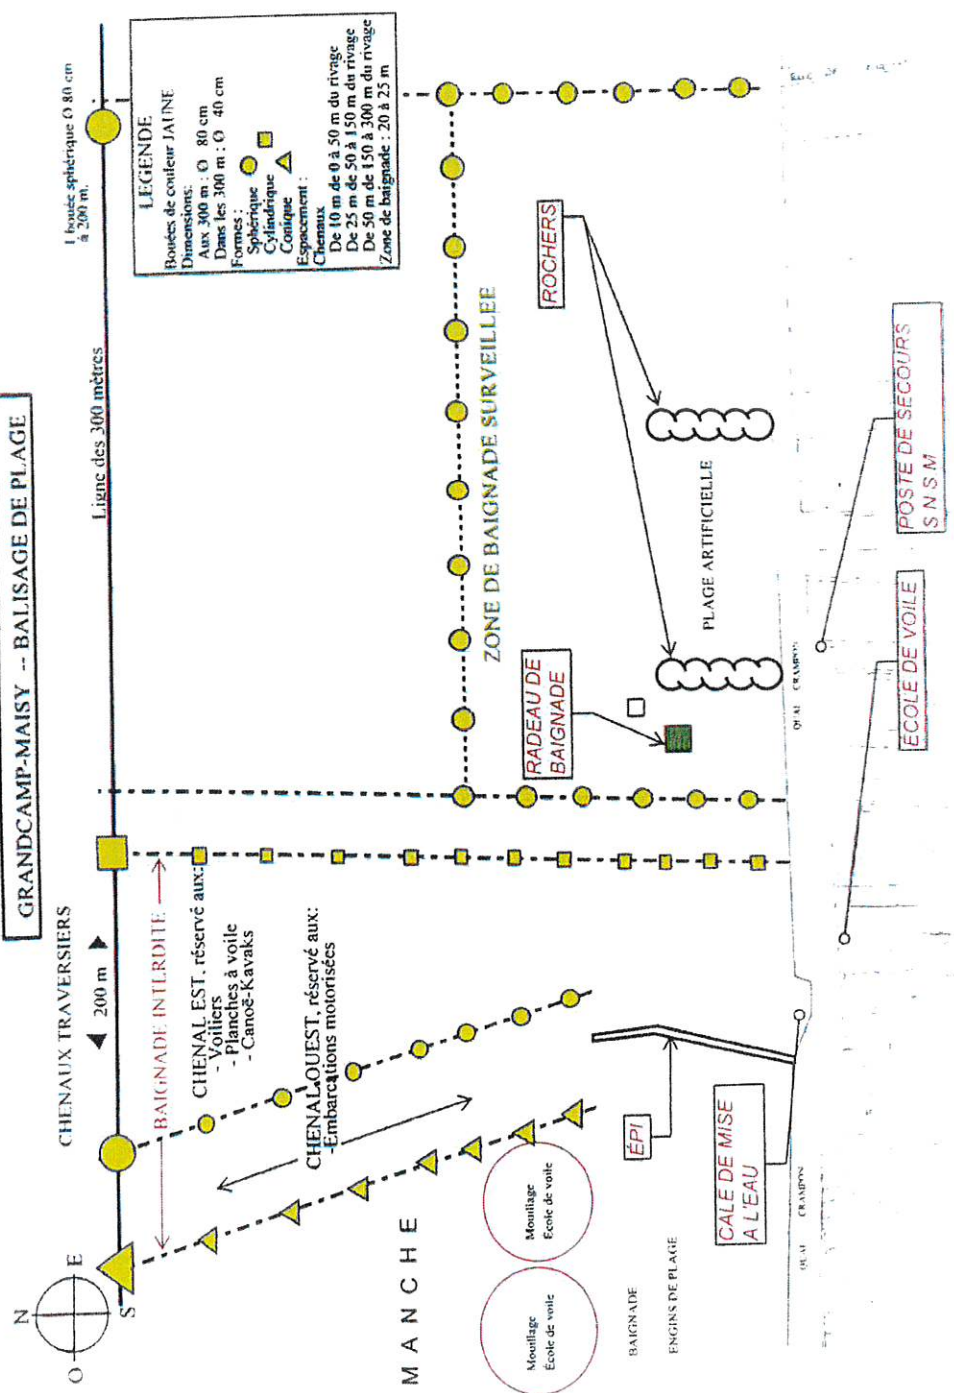 GRANDCAMP-MAISY -- BALISAGE DE PLAGE
N
O
E
S
CHENAUX TRAVERSIERS
200 m
Ligne des 300 mètres
1 bouée sphérique Ø 80 cm
à 200 m.
BAIGNADE INTERDITE
CHENAL EST, réservé aux:
- Voiliers
- Planches à voile
- Canoë-Kayaks
CHENAL OUEST, réservé aux:
-Embarcations motorisées
LEGENDE
Bouées de couleur JAUNE
Dimensions:
Aux 300 m : Ø 80 cm
Dans les 300 m : Ø 40 cm
Formes :
Sphérique
Cylindrique
Conique
Espacement :
Chenaux
De 10 m de 0 à 50 m du rivage
De 25 m de 50 à 150 m du rivage
De 50 m de 150 à 300 m du rivage
Zone de baignade : 20 à 25 m
MANCHE
ZONE DE BAIGNADE SURVEILLEE
Mouillage
École de voile
Mouillage
École de voile
RADEAU DE
BAIGNADE
ROCHERS
BAIGNADE
ENGINS DE PLAGE
ÉPI
PLAGE ARTIFICIELLE
CALE DE MISE
A L'EAU
QUAI CRAMPON
QUAI CRAMPON
POSTE DE SECOURS
S N S M
ECOLE DE VOILE